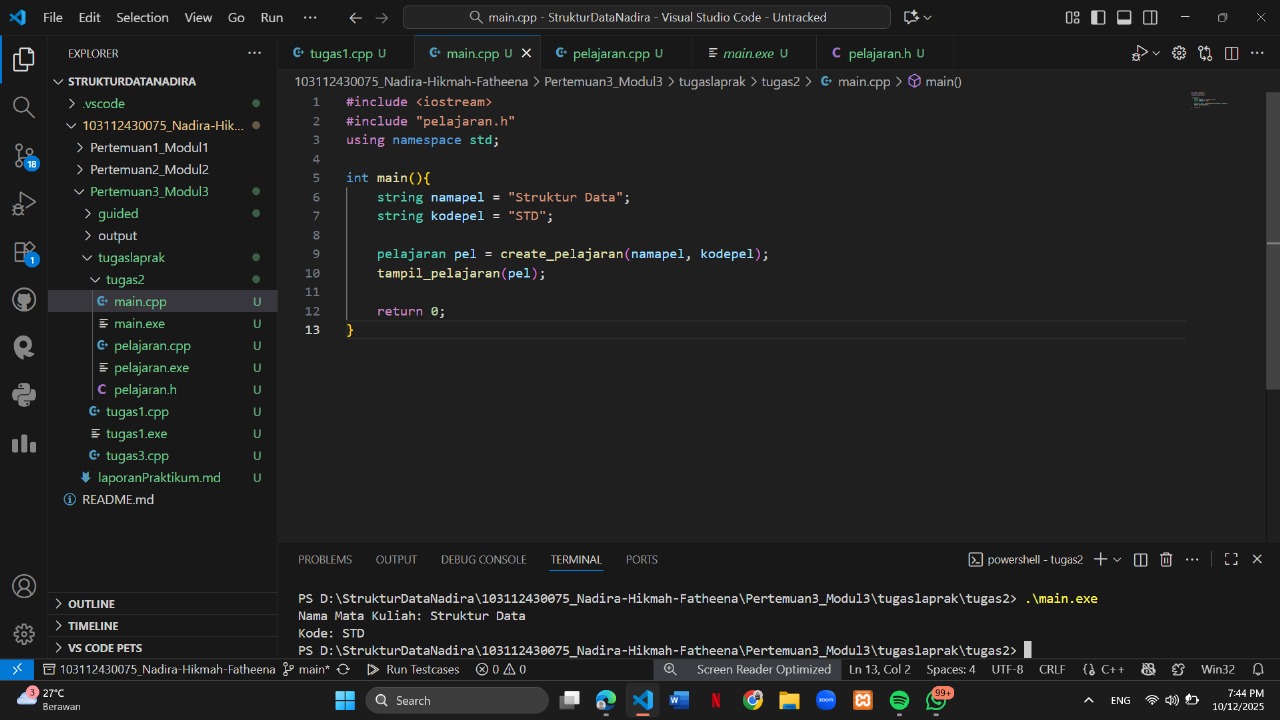 File Edit Selection View Go Run ··· main.cpp - StrukturDataNadira - Visual Studio Code - Untracked
EXPLORER ···
tugas1.cpp U main.cpp U pelajaran.cpp U main.exe U pelajaran.h U
STRUKTURDATANADIRA
103112430075_Nadira-Hikmah-Fatheena > Pertemuan3_Modul3 > tugaslaprak > tugas2 > main.cpp > main()
.vscode
103112430075_Nadira-Hik...
Pertemuan1_Modul1
Pertemuan2_Modul2
Pertemuan3_Modul3
guided
output
tugaslaprak
tugas2
main.cpp U
main.exe U
pelajaran.cpp U
pelajaran.exe U
pelajaran.h U
tugas1.cpp U
tugas1.exe U
tugas3.cpp U
laporanPraktikum.md U
README.md
OUTLINE
TIMELINE
VS CODE PETS
18
1
1 #include <iostream>
2 #include "pelajaran.h"
3 using namespace std;
4
5 int main(){
6     string namapel = "Struktur Data";
7     string kodepel = "STD";
8
9     pelajaran pel = create_pelajaran(namapel, kodepel);
10     tampil_pelajaran(pel);
11
12     return 0;
13 }
PROBLEMS OUTPUT DEBUG CONSOLE TERMINAL PORTS powershell - tugas2
PS D:\StrukturDataNadira\103112430075_Nadira-Hikmah-Fatheena\Pertemuan3_Modul3\tugaslaprak\tugas2> .\main.exe
Nama Mata Kuliah: Struktur Data
Kode: STD
PS D:\StrukturDataNadira\103112430075_Nadira-Hikmah-Fatheena\Pertemuan3_Modul3\tugaslaprak\tugas2>
103112430075_Nadira-Hikmah-Fatheena main* Run Testcases 0 0 Screen Reader Optimized Ln 13, Col 2 Spaces: 4 UTF-8 CRLF {} C++ Win32
3 27°C
Berawan
Search
zoom
99+
ENG
7:44 PM
10/12/2025